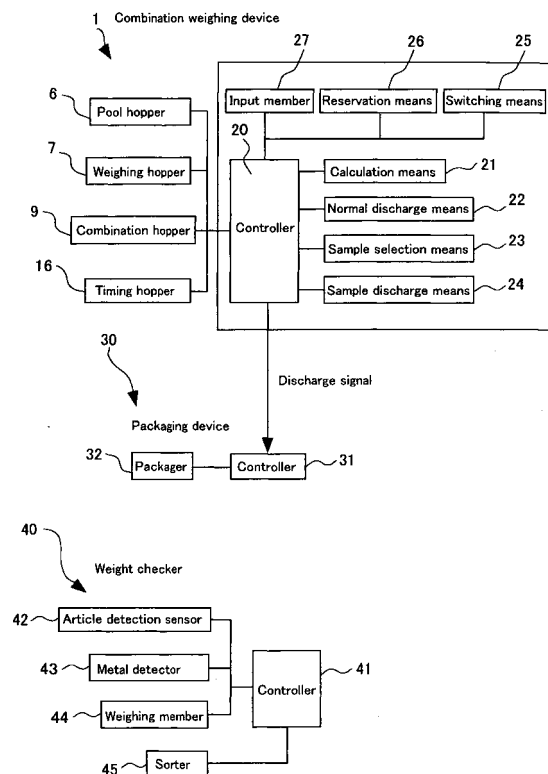 1 Combination weighing device
27 26 25
Input member Reservation means Switching means
6 Pool hopper
20
7 Weighing hopper
Calculation means 21
Normal discharge means 22
9 Combination hopper
Controller
Sample selection means 23
16 Timing hopper
Sample discharge means 24
30
Discharge signal
Packaging device
32 Packager
Controller 31
40
Weight checker
42 Article detection sensor
43 Metal detector
41
Controller
44 Weighing member
45 Sorter